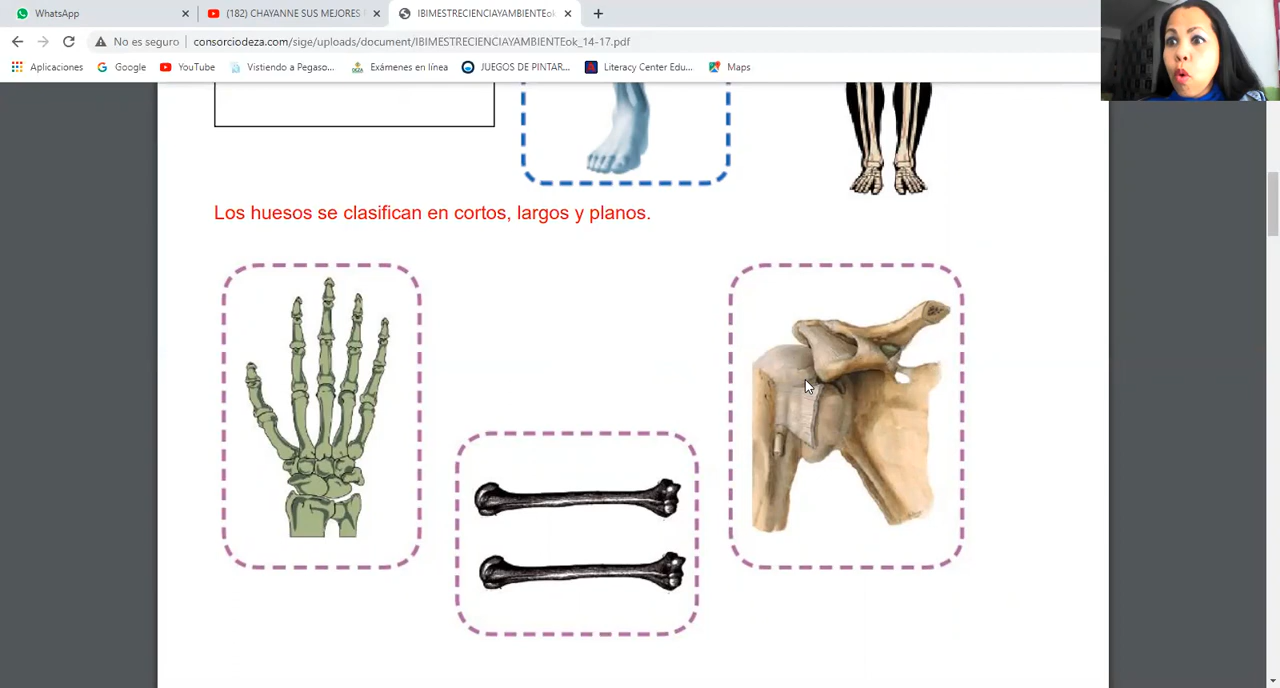 WhatsApp
(182) CHAYANNE SUS MEJORES
IBIMESTRECIENCIAYAMBIENTEok
No es seguro
consorciodeza.com/sige/uploads/document/IBIMESTRECIENCIAYAMBIENTEok_14-17.pdf
Aplicaciones
Google
YouTube
Vistiendo a Pegaso...
Exámenes en línea
JUEGOS DE PINTAR...
Literacy Center Edu...
Maps
Los huesos se clasifican en cortos, largos y planos.